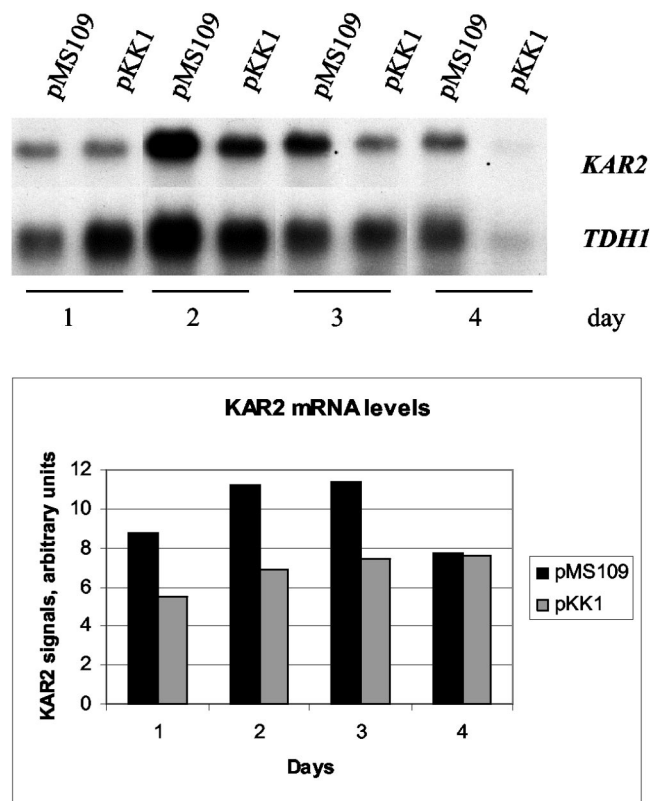 pMS109 pKK1 pMS109 pKK1 pMS109 pKK1 pMS109 pKK1
KAR2
TDH1
1 2 3 4 day
KAR2 mRNA levels
KAR2 signals, arbitrary units
12
10
8
6
4
2
0
1 2 3 4
Days
pMS109
pKK1